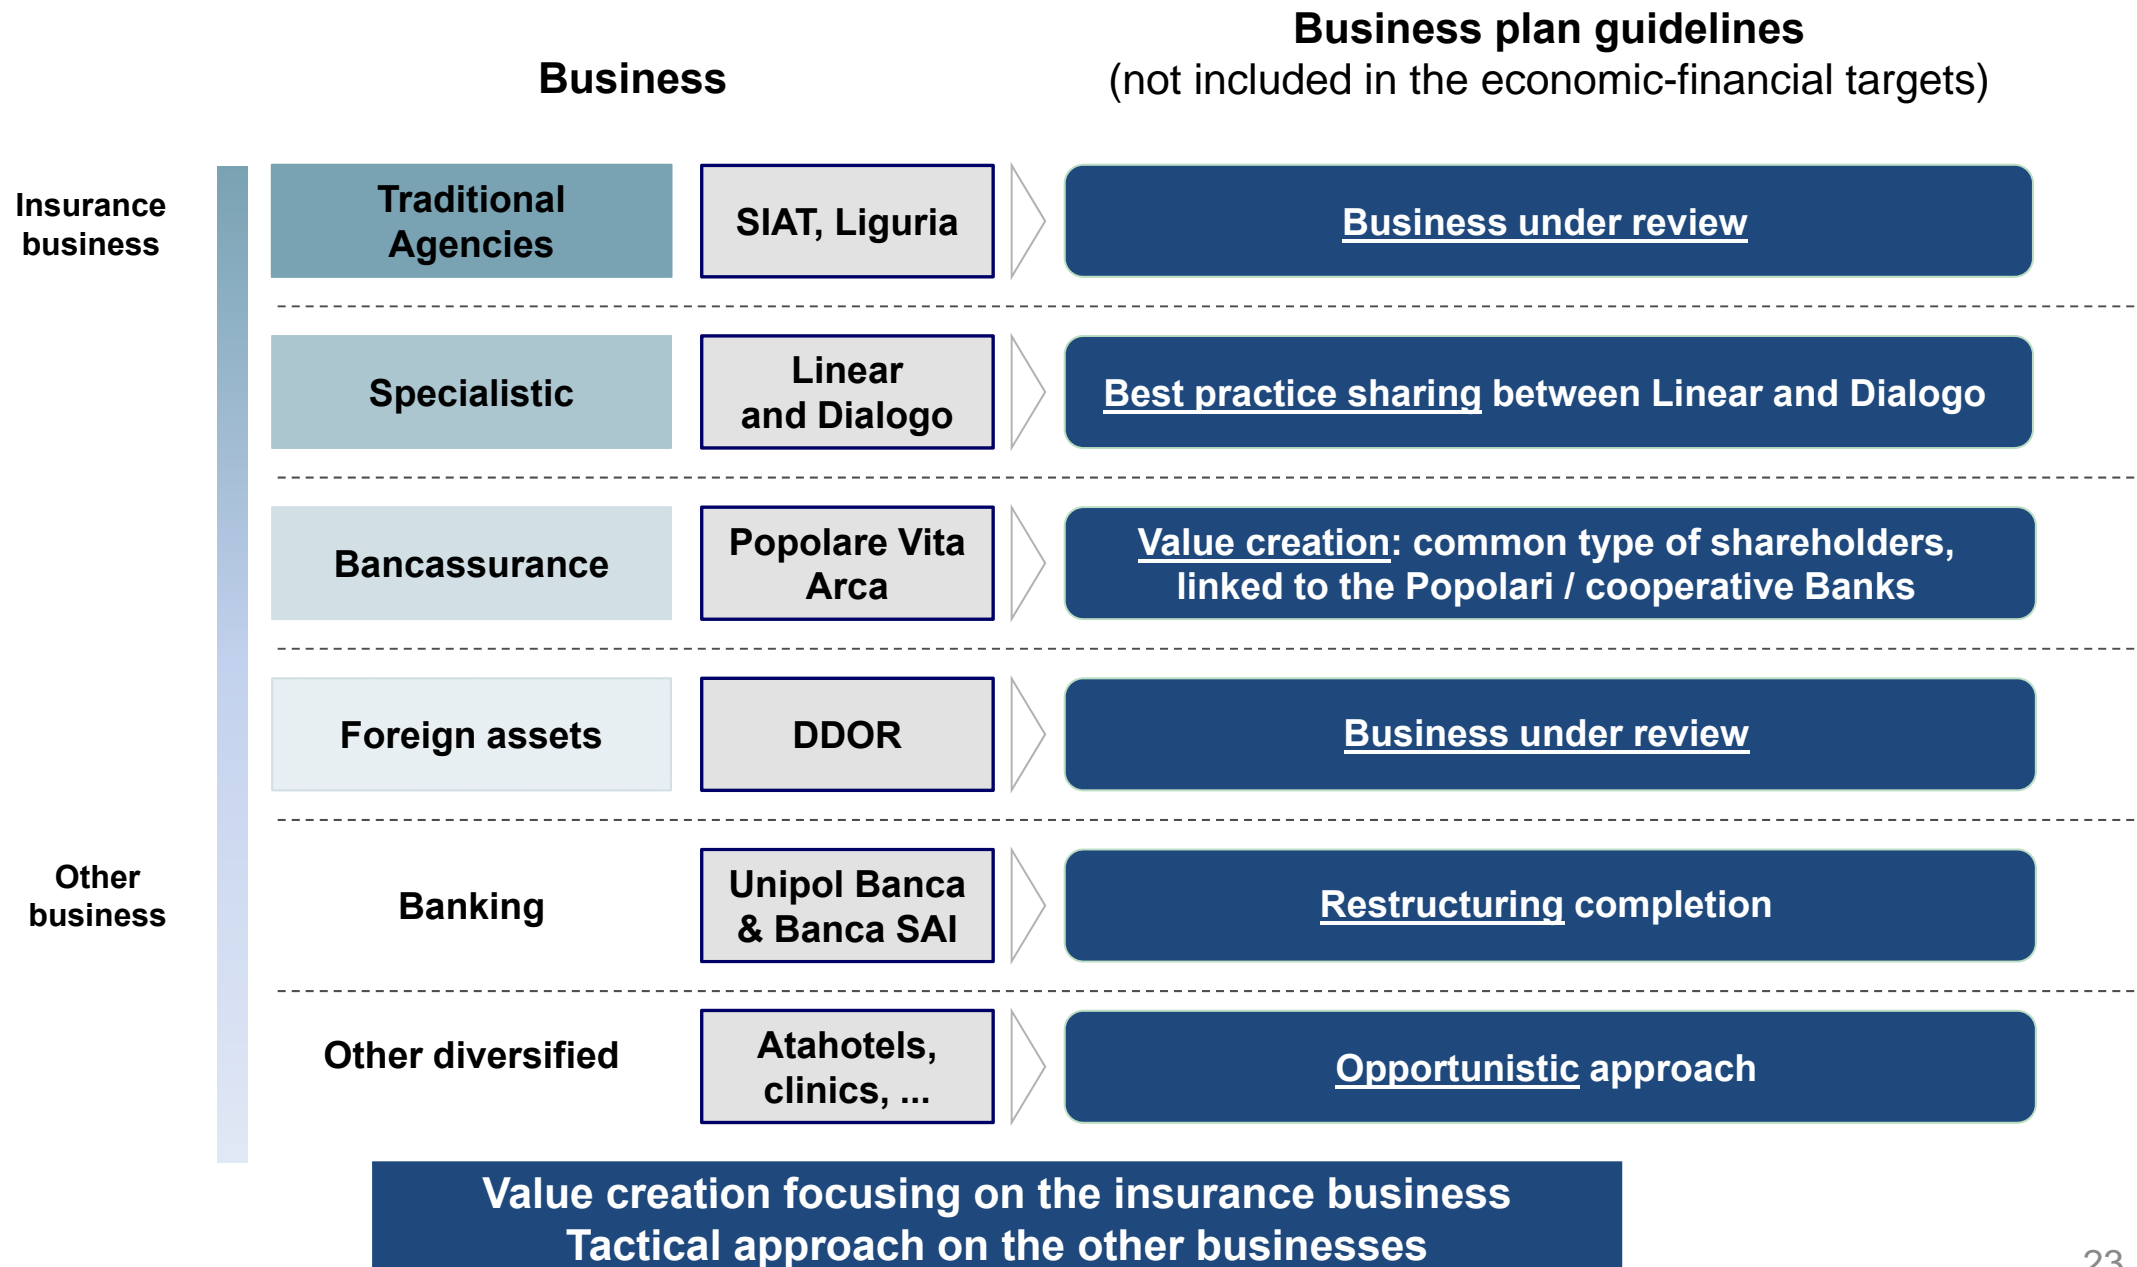 Business
Business plan guidelines
(not included in the economic-financial targets)
Insurance
business
Traditional
Agencies
SIAT, Liguria
Business under review
Specialistic
Linear
and Dialogo
Best practice sharing between Linear and Dialogo
Bancassurance
Popolare Vita
Arca
Value creation: common type of shareholders,
linked to the Popolari / cooperative Banks
Foreign assets
DDOR
Business under review
Other
business
Banking
Unipol Banca
& Banca SAI
Restructuring completion
Other diversified
Atahotels,
clinics, ...
Opportunistic approach
Value creation focusing on the insurance business
Tactical approach on the other businesses
23